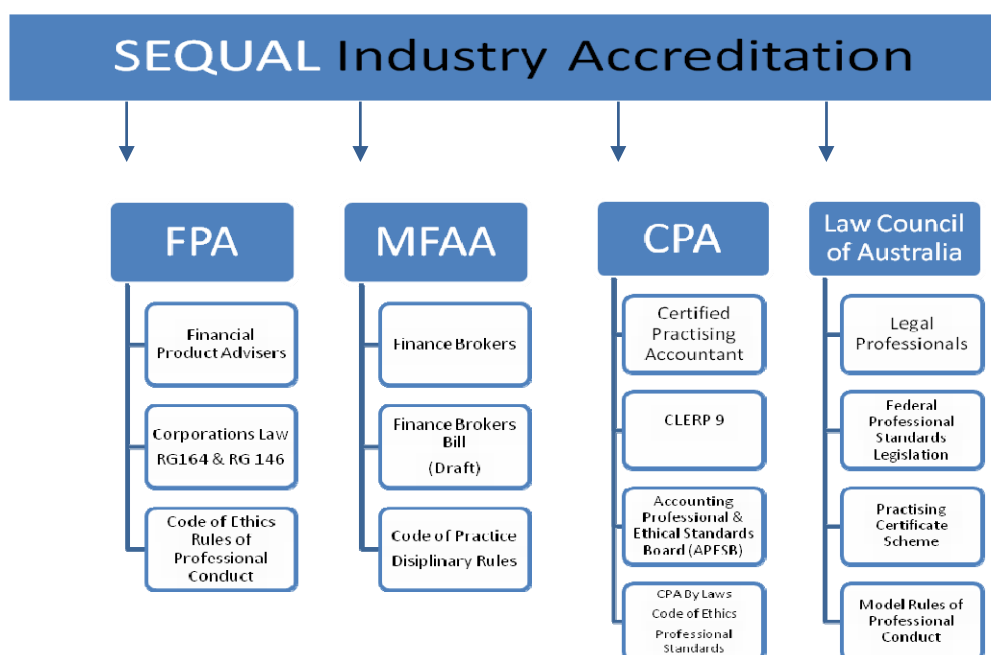 SEQUAL Industry Accreditation
FPA
Financial
Product Advisers
Corporations Law
RG164 & RG 146
Code of Ethics
Rules of
Professional
Conduct
MFAA
Finance Brokers
Finance Brokers
Bill
(Draft)
Code of Practice
Disiplinary Rules
CPA
Certified
Practising
Accountant
CLERP 9
Accounting
Professional &
Ethical Standards
Board (APESB)
CPA By Laws
Code of Ethics
Professional
Standards
Law Council
of Australia
Legal
Professionals
Federal
Professional
Standards
Legislation
Practising
Certificate
Scheme
Model Rules of
Professional
Conduct